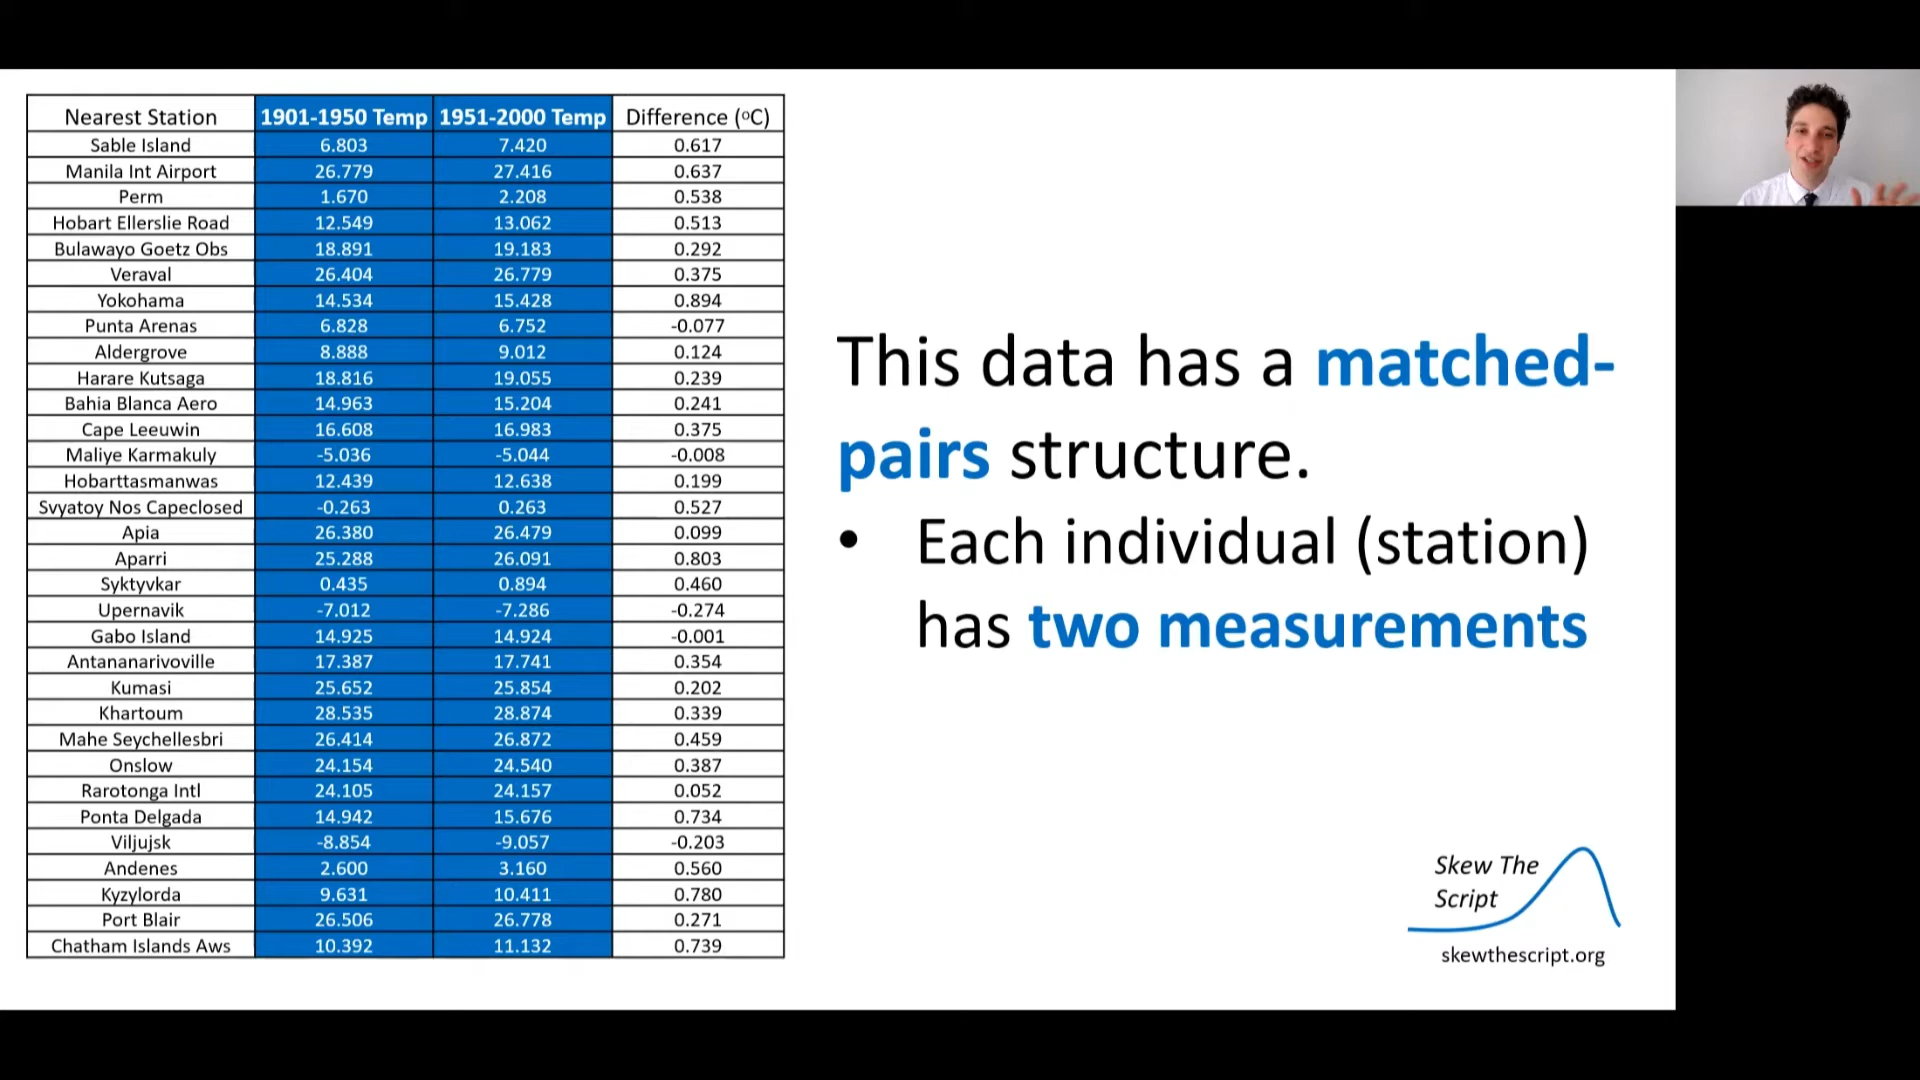 Nearest Station 1901-1950 Temp 1951-2000 Temp Difference (ºC)
Sable Island 6.803 7.420 0.617
Manila Int Airport 26.779 27.416 0.637
Perm 1.670 2.208 0.538
Hobart Ellerslie Road 12.549 13.062 0.513
Bulawayo Goetz Obs 18.891 19.183 0.292
Veraval 26.404 26.779 0.375
Yokohama 14.534 15.428 0.894
Punta Arenas 6.828 6.752 -0.077
Aldergrove 8.888 9.012 0.124
Harare Kutsaga 18.816 19.055 0.239
Bahia Blanca Aero 14.963 15.204 0.241
Cape Leeuwin 16.608 16.983 0.375
Maliye Karmakuly -5.036 -5.044 -0.008
Hobarttasmanwas 12.439 12.638 0.199
Svyatoy Nos Capeclosed -0.263 0.263 0.527
Apia 26.380 26.479 0.099
Aparri 25.288 26.091 0.803
Syktyvkar 0.435 0.894 0.460
Upernavik -7.012 -7.286 -0.274
Gabo Island 14.925 14.924 -0.001
Antananarivoville 17.387 17.741 0.354
Kumasi 25.652 25.854 0.202
Khartoum 28.535 28.874 0.339
Mahe Seychellesbri 26.414 26.872 0.459
Onslow 24.154 24.540 0.387
Rarotonga Intl 24.105 24.157 0.052
Ponta Delgada 14.942 15.676 0.734
Viljujsk -8.854 -9.057 -0.203
Andenes 2.600 3.160 0.560
Kyzylorda 9.631 10.411 0.780
Port Blair 26.506 26.778 0.271
Chatham Islands Aws 10.392 11.132 0.739
This data has a matched-
pairs structure.
• Each individual (station)
has two measurements
Skew The
Script
skewthescript.org